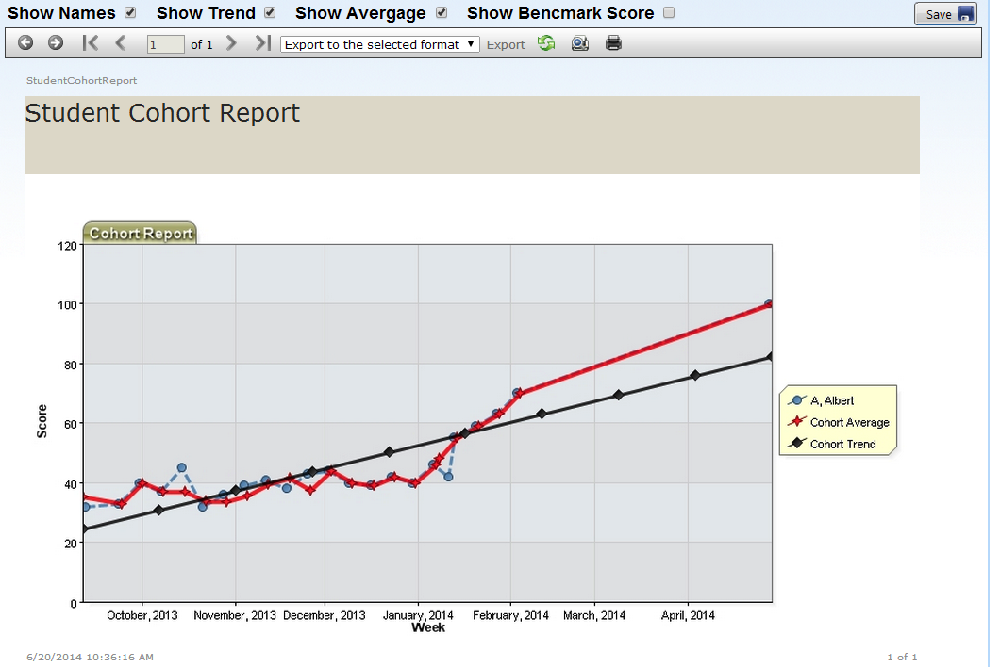 Show Names Show Trend Show Avergage Show Bencmark Score Save
1 of 1 Export to the selected format Export
StudentCohortReport
Student Cohort Report
Cohort Report
120
100
80
60
40
20
0
Score
A, Albert
Cohort Average
Cohort Trend
October, 2013 November, 2013 December, 2013 January, 2014 February, 2014 March, 2014 April, 2014
Week
6/20/2014 10:36:16 AM 1 of 1